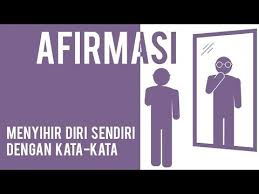 AFIRMASI
MENYIHIR DIRI SENDIRI
DENGAN KATA-KATA